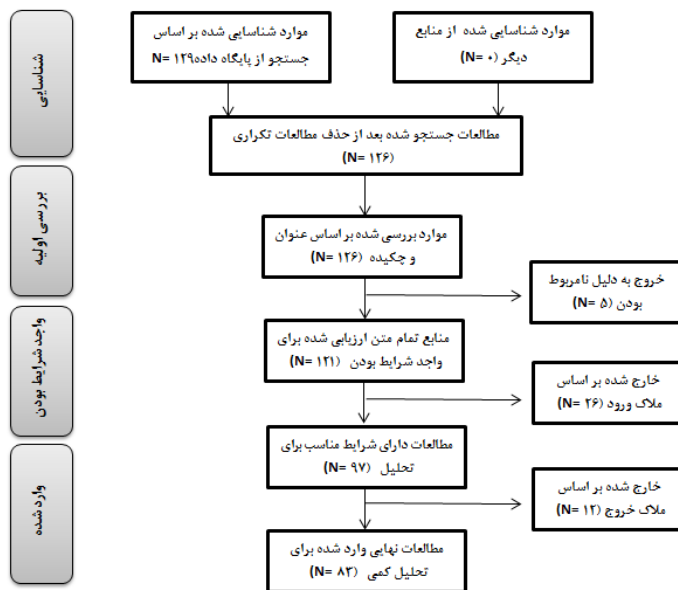 شناسایی
موارد شناسایی شده بر اساس
جستجو از پایگاه داده N= ۱۲۹
موارد شناسایی شده از منابع
دیگر (N= ۰)
مطالعات جستجو شده بعد از حذف مطالعات تکراری
(N= ۱۲۶)
بررسی اولیه
موارد بررسی شده بر اساس عنوان
و چکیده (N= ۱۲۶)
خروج به دلیل نامربوط
بودن (N= ۵)
واجد شرایط بودن
منابع تمام متن ارزیابی شده برای
واجد شرایط بودن (N= ۱۲۱)
خارج شده بر اساس
ملاک ورود (N= ۲۶)
وارد شده
مطالعات دارای شرایط مناسب برای
تحلیل (N= ۹۷)
خارج شده بر اساس
ملاک خروج (N= ۱۲)
مطالعات نهایی وارد شده برای
تحلیل کمی (N= ۸۳)